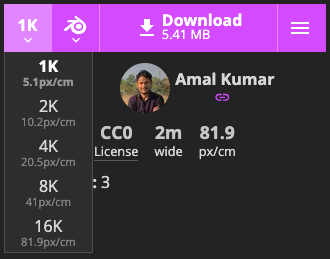 1K
Download
5.41 MB
1K
5.1px/cm
2K
10.2px/cm
4K
20.5px/cm
8K
41px/cm
16K
81.9px/cm
Amal Kumar
CC0 2m 81.9
License wide px/cm
: 3